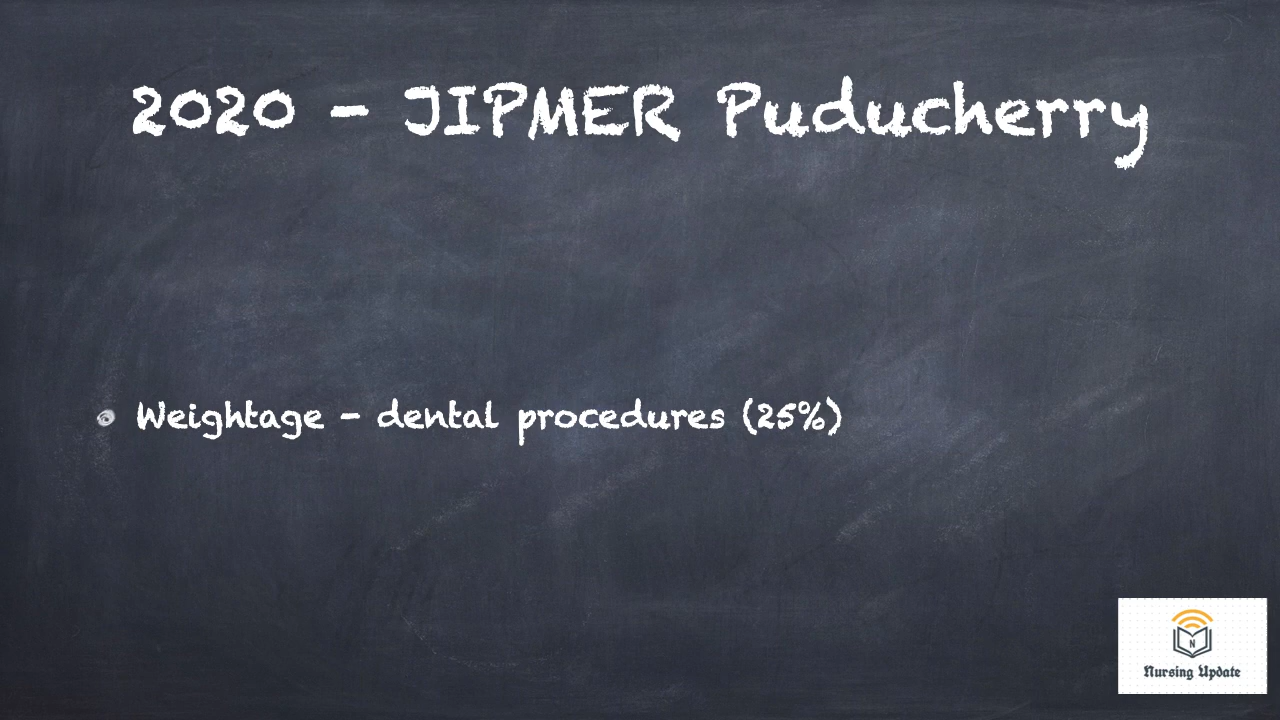 2020 - JIPMER Puducherry
Weightage - dental procedures (25%)
N
Nursing Update